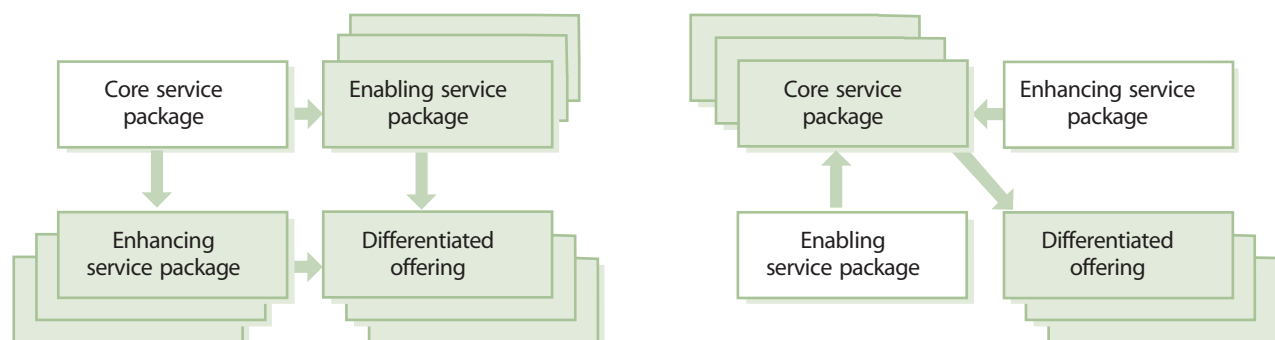 Core service
package
Enabling service
package
Enhancing
service package
Differentiated
offering
Core service
package
Enhancing service
package
Enabling
service package
Differentiated
offering